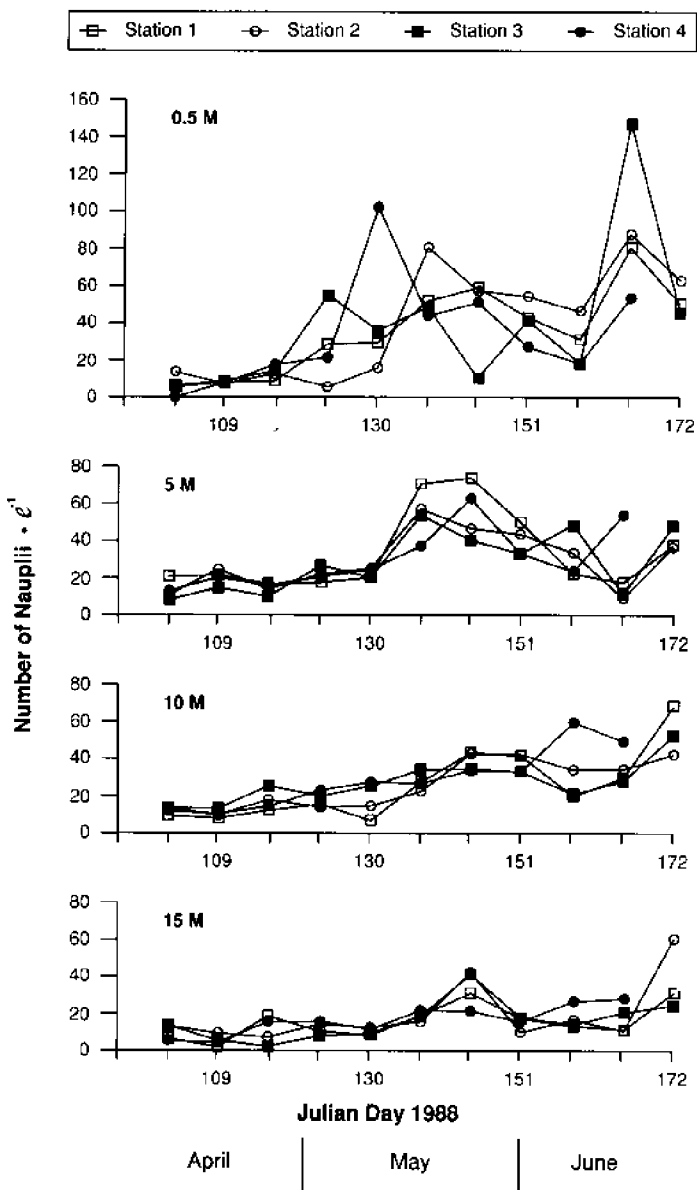 Station 1 Station 2 Station 3 Station 4
0.5 M
160
140
120
100
80
60
40
20
0
109 130 151 172
5 M
80
60
40
20
0
109 130 151 172
10 M
80
60
40
20
0
109 130 151 172
15 M
80
60
40
20
0
109 130 151 172
Number of Nauplii • ℓ⁻¹
Julian Day 1988
April May June